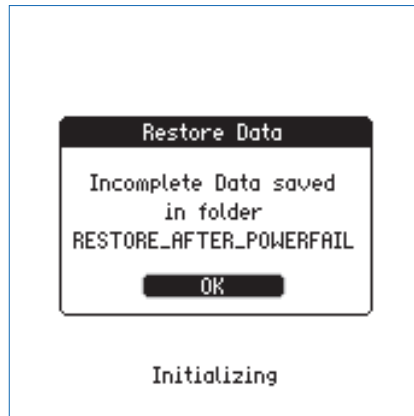 Restore Data
Incomplete Data saved
in folder
RESTORE_AFTER_POWERFAIL
OK
Initializing